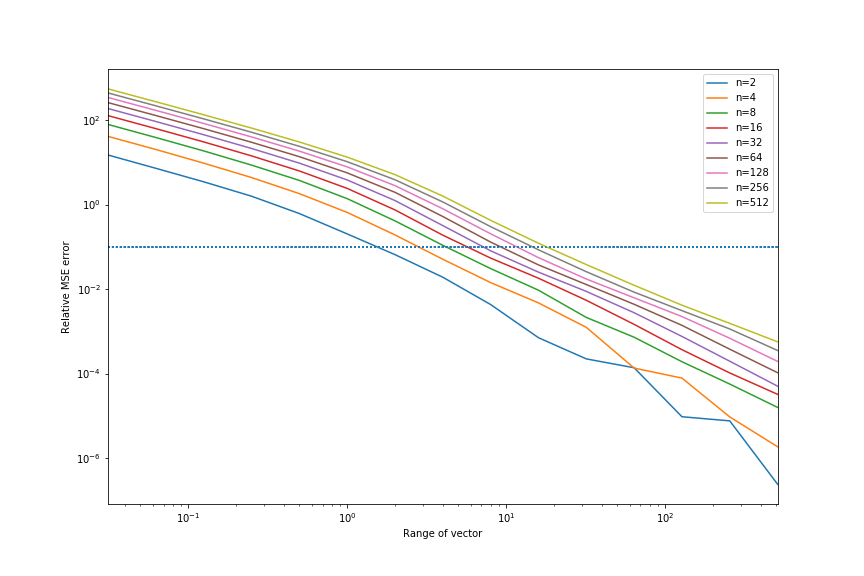 n=2
n=4
n=8
n=16
n=32
n=64
n=128
n=256
n=512
Relative MSE error
10²
10⁰
10⁻²
10⁻⁴
10⁻⁶
10⁻¹ 10⁰ 10¹ 10²
Range of vector